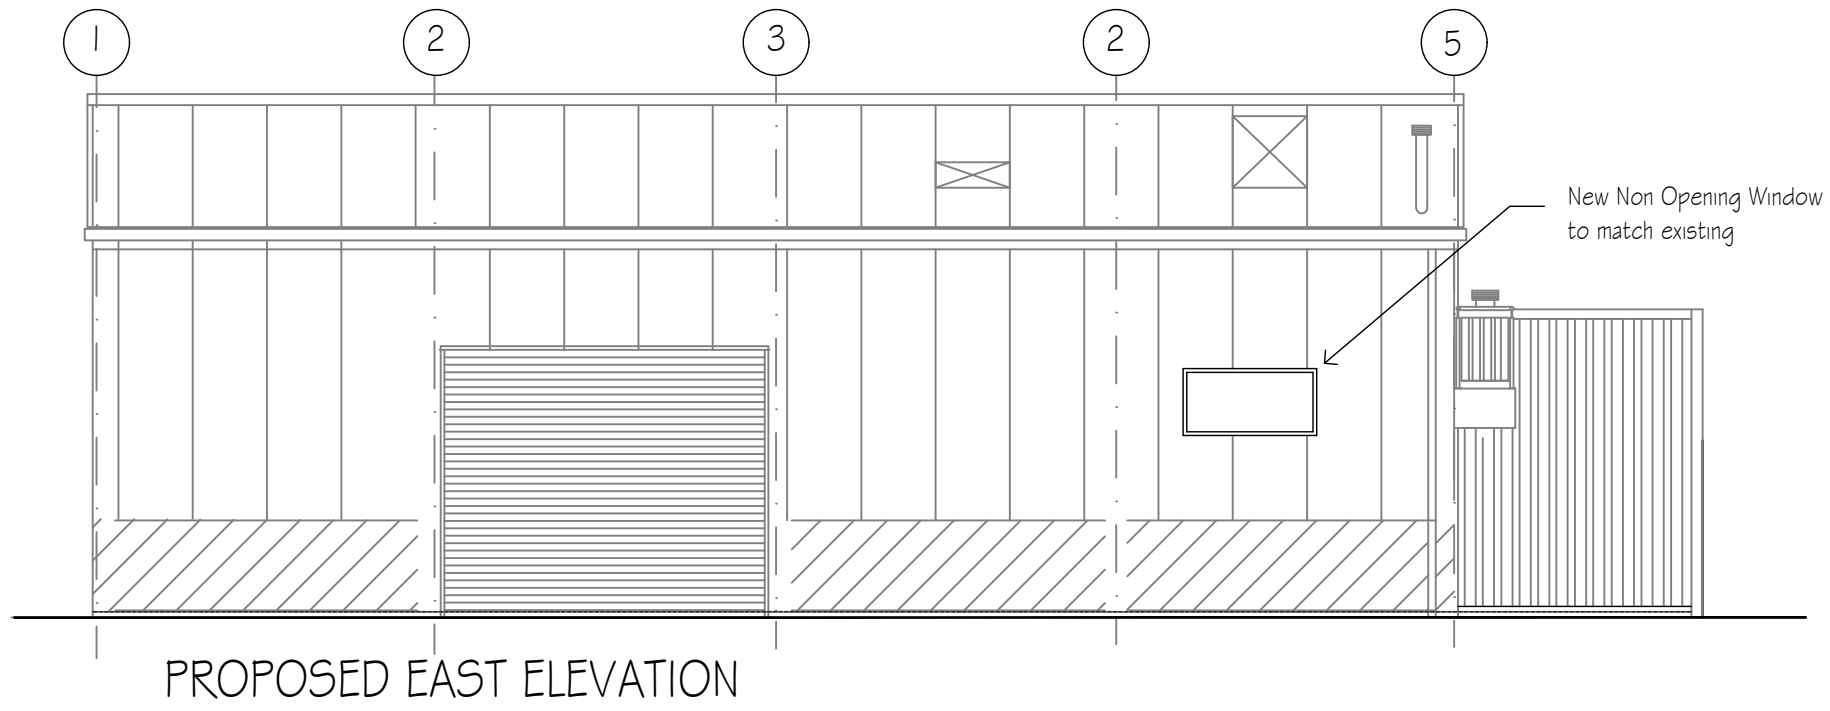 1 2 3 2 5
New Non Opening Window
to match existing
PROPOSED EAST ELEVATION